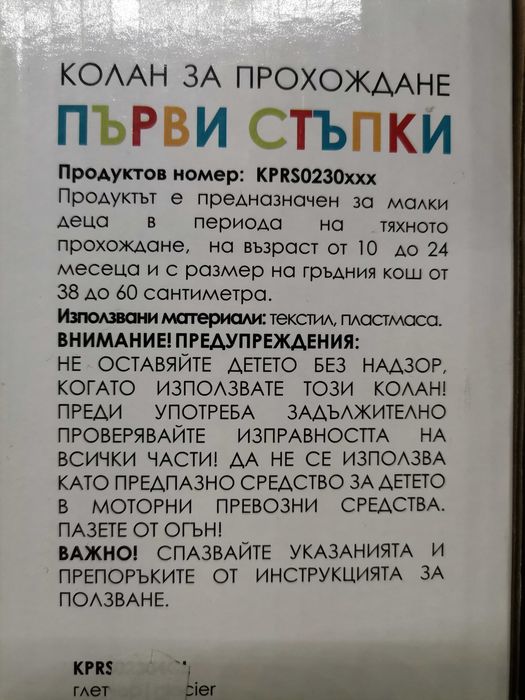 КОЛАН ЗА ПРОХОЖДАНЕ
ПЪРВИ СТЪПКИ
Продуктов номер: KPRS0230xxx
Продуктът е предназначен за малки
деца в периода на тяхното
прохождане, на възраст от 10 до 24
месеца и с размер на гръдния кош от
38 до 60 сантиметра.
Използвани материали: текстил, пластмаса.
ВНИМАНИЕ! ПРЕДУПРЕЖДЕНИЯ:
НЕ ОСТАВЯЙТЕ ДЕТЕТО БЕЗ НАДЗОР,
КОГАТО ИЗПОЛЗВАТЕ ТОЗИ КОЛАН!
ПРЕДИ УПОТРЕБА ЗАДЪЛЖИТЕЛНО
ПРОВЕРЯВАЙТЕ ИЗПРАВНОСТТА НА
ВСИЧКИ ЧАСТИ! ДА НЕ СЕ ИЗПОЛЗВА
КАТО ПРЕДПАЗНО СРЕДСТВО ЗА ДЕТЕТО
В МОТОРНИ ПРЕВОЗНИ СРЕДСТВА.
ПАЗЕТЕ ОТ ОГЪН!
ВАЖНО! СПАЗВАЙТЕ УКАЗАНИЯТА И
ПРЕПОРЪКИТЕ ОТ ИНСТРУКЦИЯТА ЗА
ПОЛЗВАНЕ.